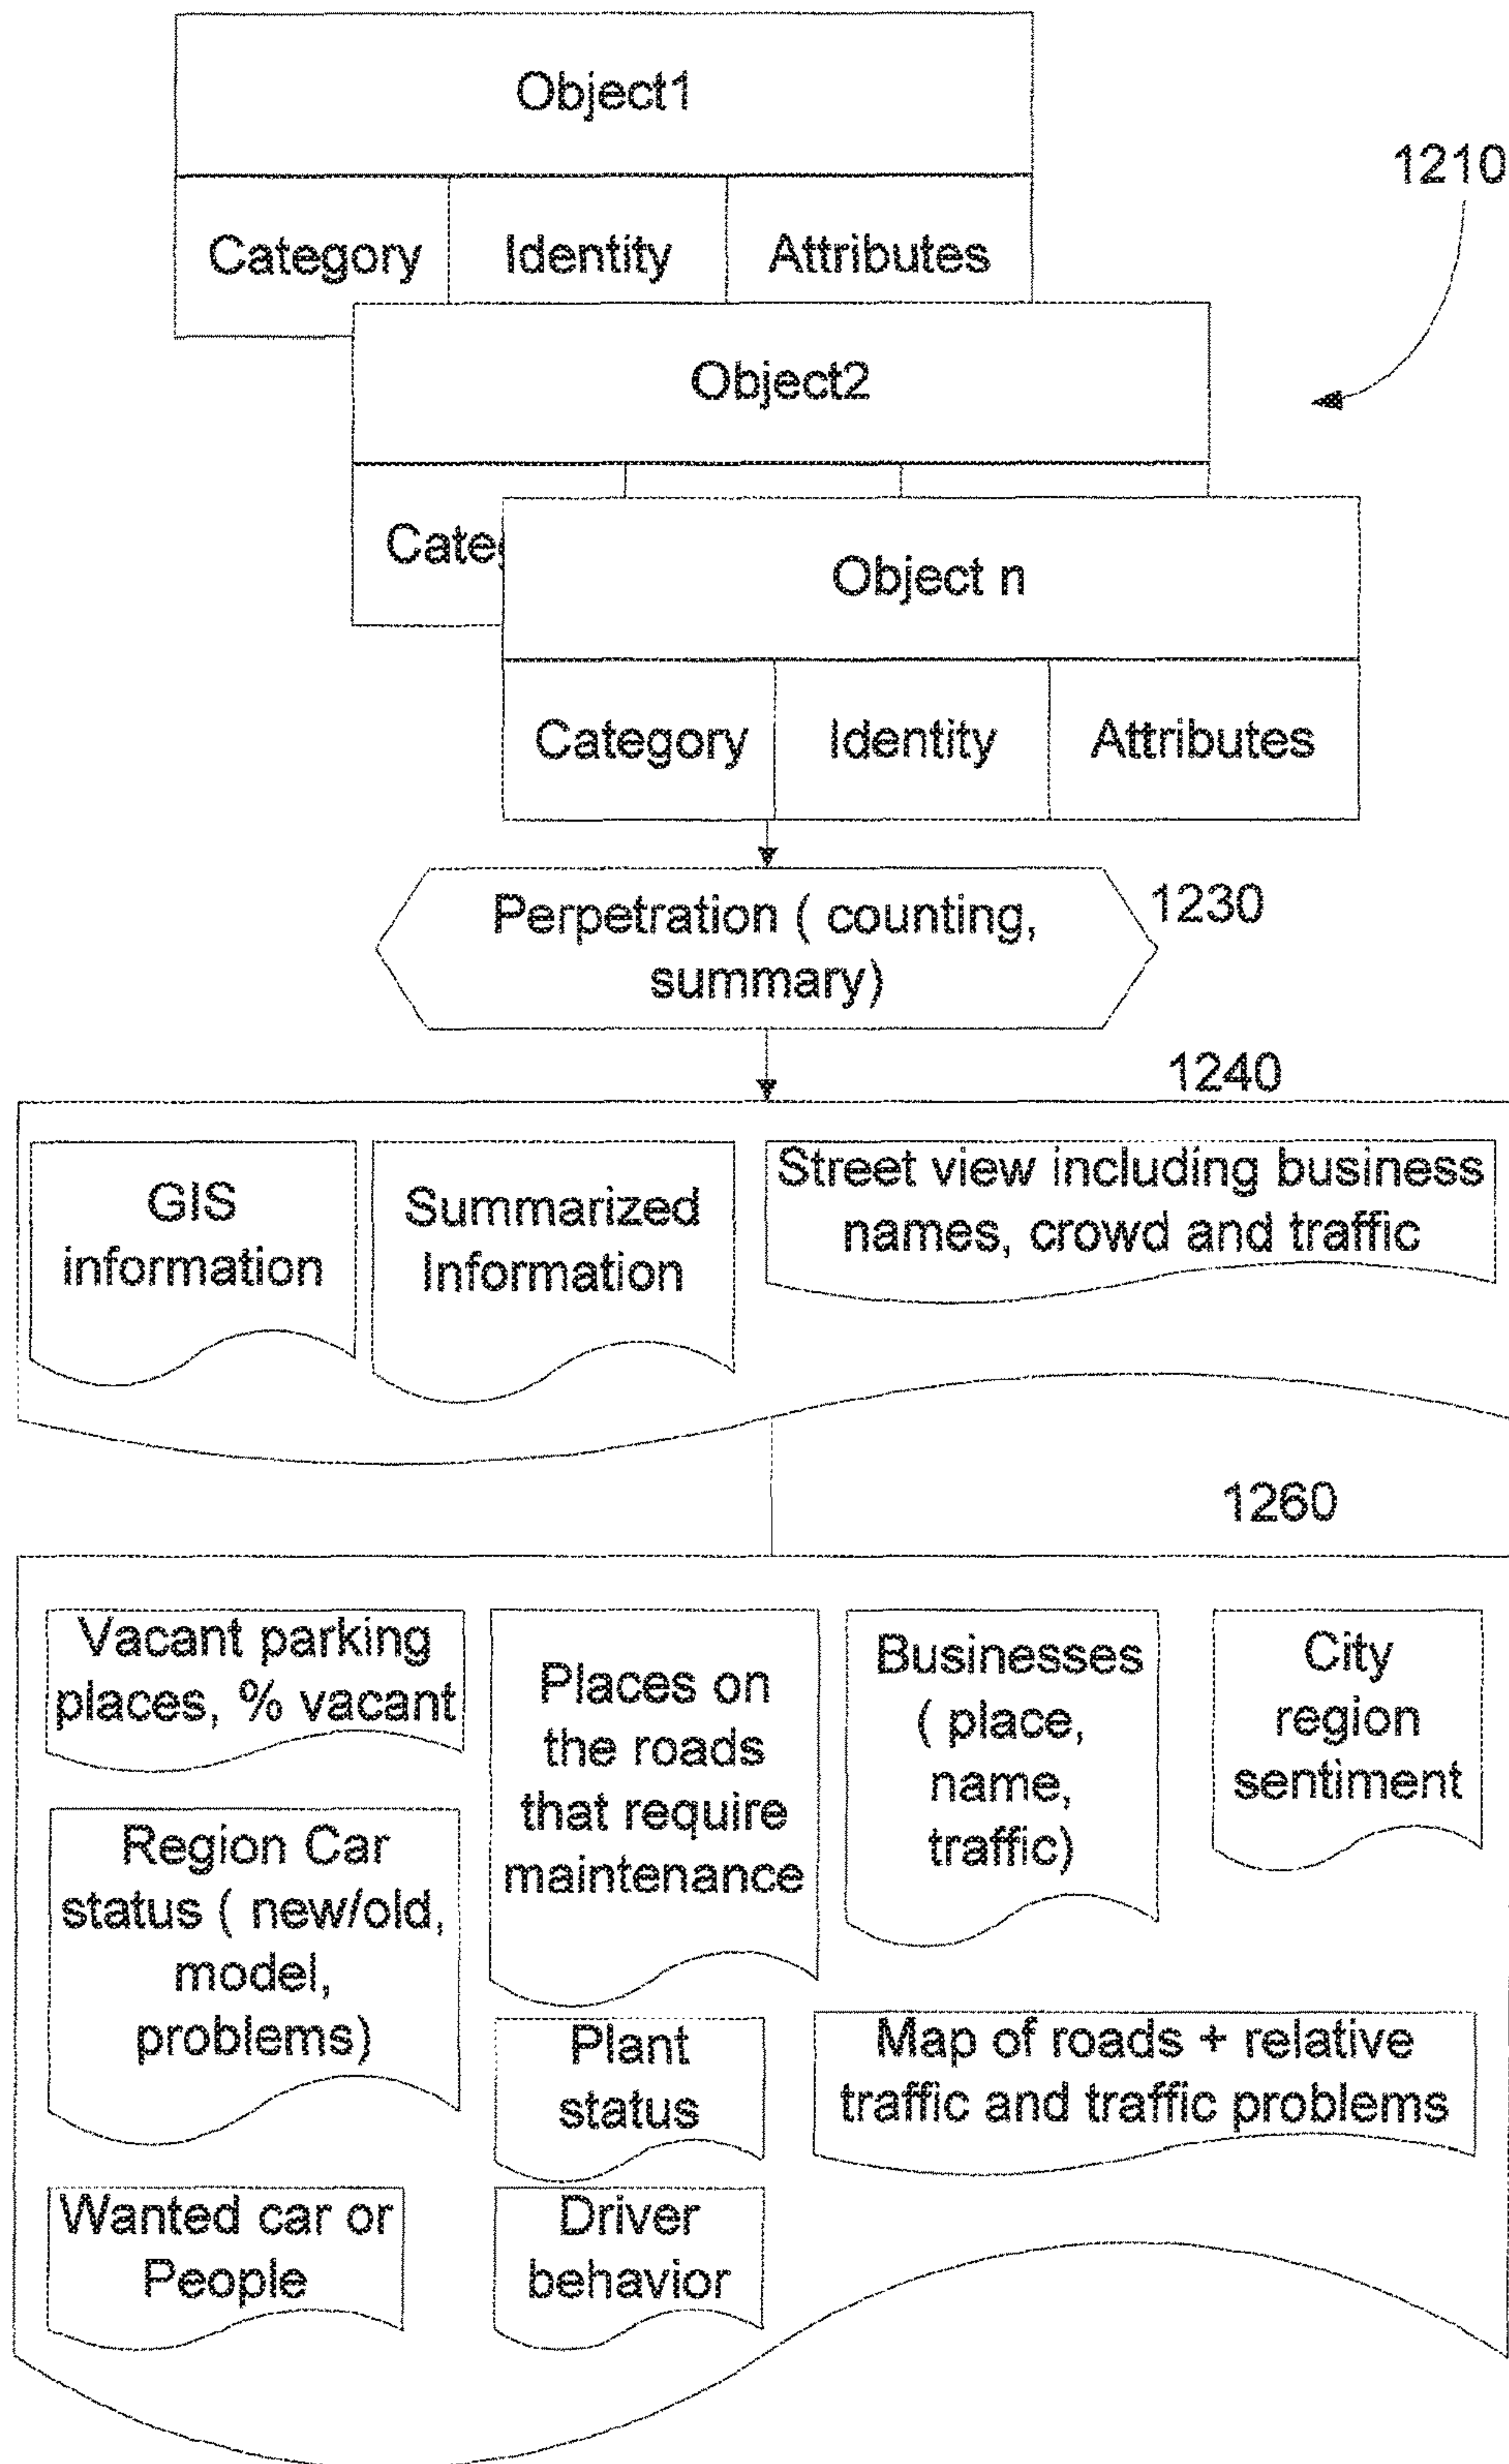 Object1
1210
Category Identity Attributes
Object2
Categ
Object n
Category Identity Attributes
Perpetration ( counting,
summary)
1230
1240
GIS
information
Summarized
Information
Street view including business
names, crowd and traffic
1260
Vacant parking
places, % vacant
Places on
the roads
that require
maintenance
Businesses
( place,
name,
traffic)
City
region
sentiment
Region Car
status ( new/old,
model,
problems)
Plant
status
Map of roads + relative
traffic and traffic problems
Wanted car or
People
Driver
behavior